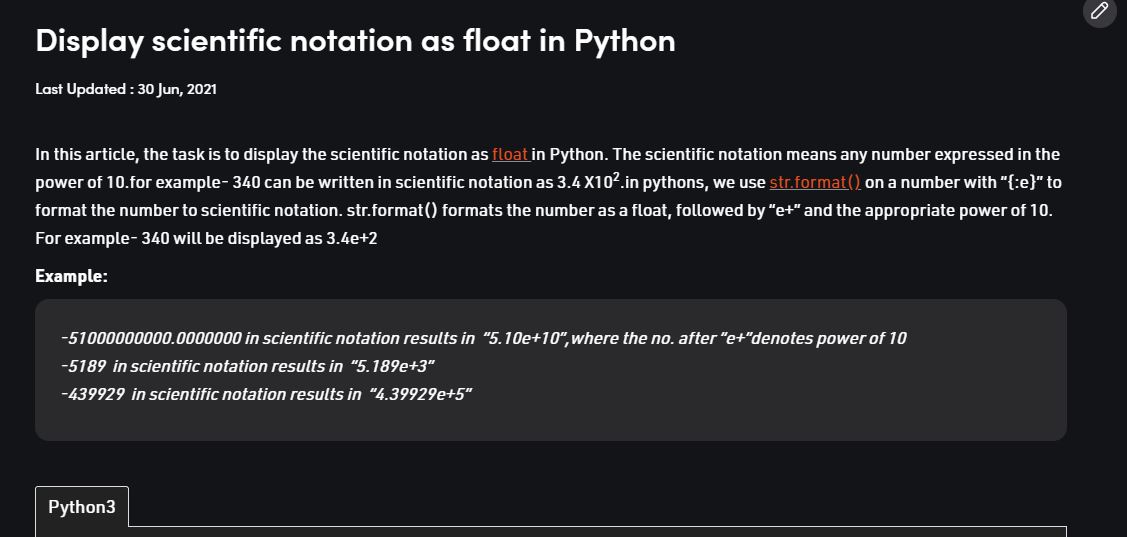 Display scientific notation as float in Python
Last Updated : 30 Jun, 2021
In this article, the task is to display the scientific notation as float in Python. The scientific notation means any number expressed in the
power of 10.for example- 340 can be written in scientific notation as 3.4 X10².in pythons, we use str.format() on a number with “{:e}” to
format the number to scientific notation. str.format() formats the number as a float, followed by “e+” and the appropriate power of 10.
For example- 340 will be displayed as 3.4e+2
Example:
-51000000000.0000000 in scientific notation results in  “5.10e+10”,where the no. after “e+”denotes power of 10
-5189  in scientific notation results in  “5.189e+3”
-439929  in scientific notation results in  “4.39929e+5”
Python3